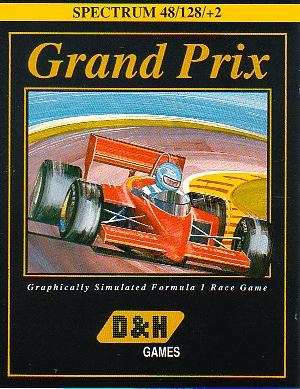 SPECTRUM 48/128/+2
Grand Prix
Graphically Simulated Formula 1 Race Game
D&H
GAMES